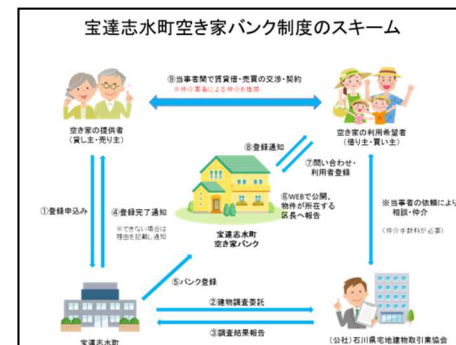 宝達志水町空き家バンク制度のスキーム
⑨当事者間で賃貸借・売買の交渉・契約
※仲介業者による仲介を推奨
空き家の提供者
(貸し主・売り主)
空き家の利用希望者
(借り主・買い主)
⑧登録通知
⑦問い合わせ・
利用者登録
①登録申込み
④登録完了通知
※できない場合は
理由を記載し通知
⑥WEBで公開、
物件が所在する
区長へ報告
※当事者の依頼により
相談・仲介
(仲介手数料が必要)
宝達志水町
空き家バンク
⑤バンク登録
②建物調査委託
③調査結果報告
宝達志水町
(公社)石川県宅地建物取引業協会